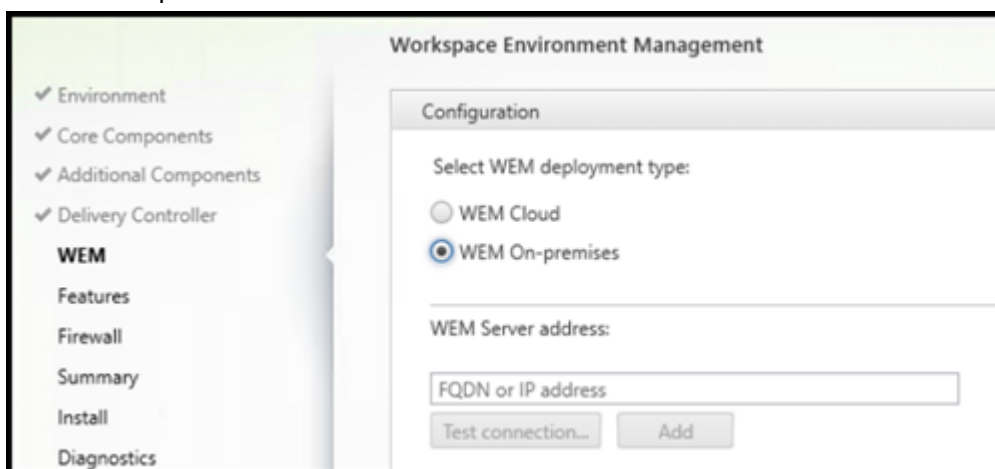 Workspace Environment Management
Environment
Core Components
Additional Components
Delivery Controller
WEM
Features
Firewall
Summary
Install
Diagnostics
Configuration
Select WEM deployment type:
WEM Cloud
WEM On-premises
WEM Server address:
FQDN or IP address
Test connection... Add